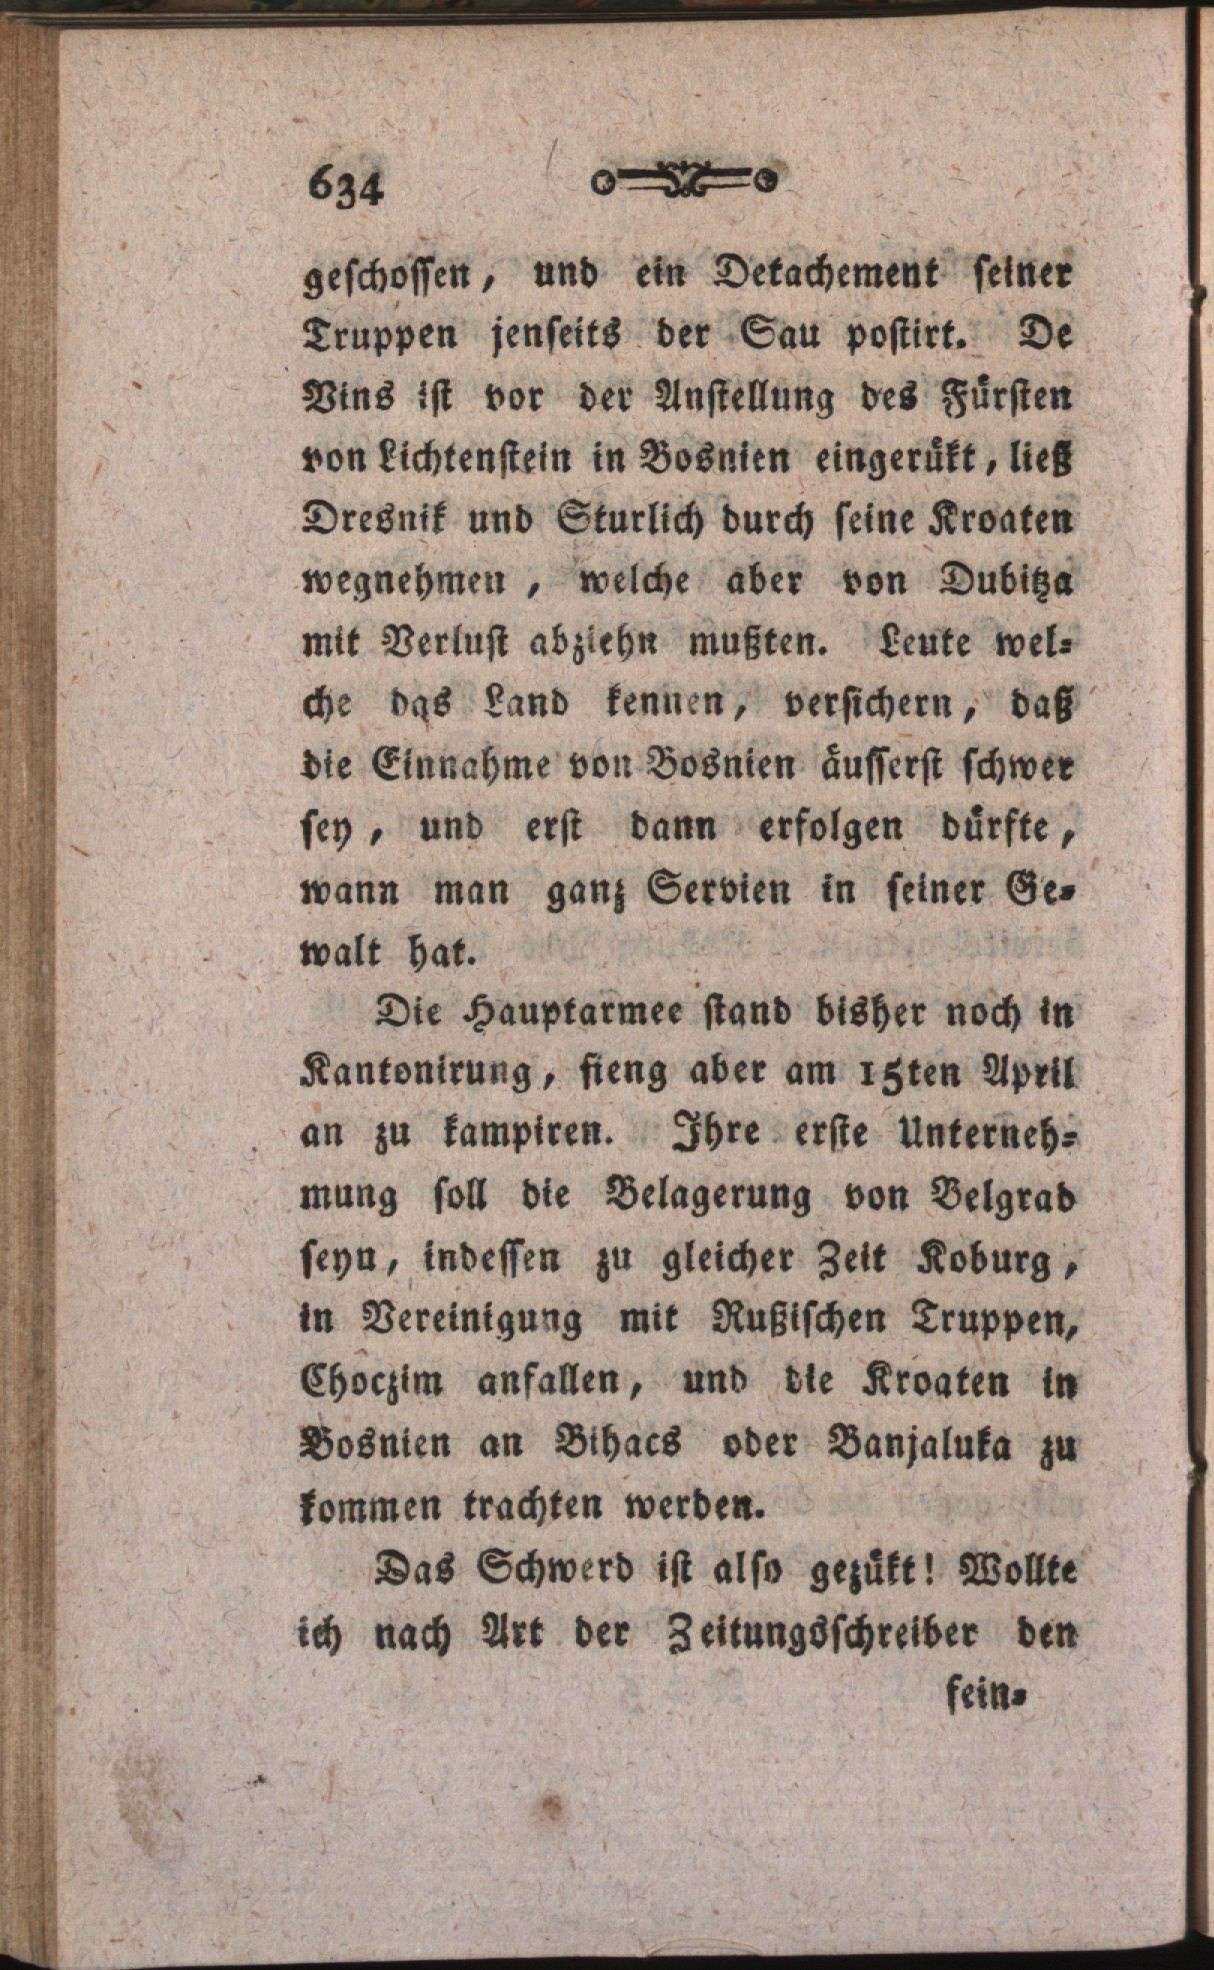 634
geschossen, und ein Detachement seiner
Truppen jenseits der Sau postirt. De
Vins ist vor der Anstellung des Fürsten
von Lichtenstein in Bosnien eingerükt, ließ
Dresnik und Sturlich durch seine Kroaten
wegnehmen, welche aber von Dubitza
mit Verlust abziehn mußten. Leute wel-
che das Land kennen, versichern, daß
die Einnahme von Bosnien äusserst schwer
sey, und erst dann erfolgen dürfte,
wann man ganz Servien in seiner Ge-
walt hat.
Die Hauptarmee stand bisher noch in
Kantonirung, fieng aber am 15ten April
an zu kampiren. Ihre erste Unterneh-
mung soll die Belagerung von Belgrad
seyn, indessen zu gleicher Zeit Koburg,
in Vereinigung mit Rußischen Truppen,
Choczim anfallen, und die Kroaten in
Bosnien an Bihacs oder Banjaluka zu
kommen trachten werden.
Das Schwerd ist also gezükt! Wollte
ich nach Art der Zeitungsschreiber den
fein-